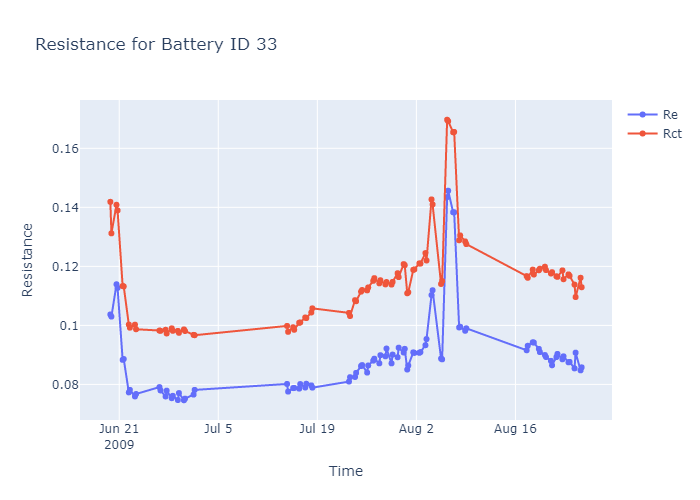 Resistance for Battery ID 33
Re
Rct
0.16
0.14
0.12
0.1
0.08
Resistance
Jun 21
2009
Jul 5
Jul 19
Aug 2
Aug 16
Time